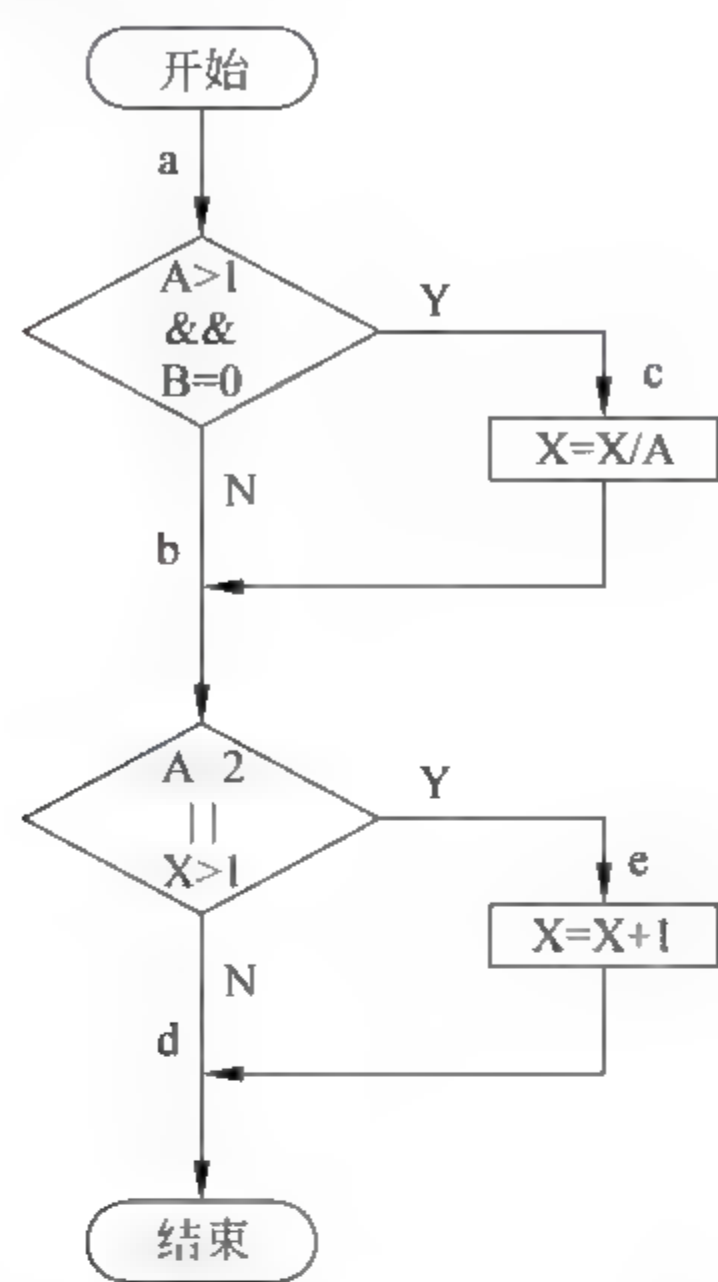 开始
a
A>1
&&
B=0
Y
c
X=X/A
N
b
A 2
||
X>1
Y
e
X=X+1
N
d
结束